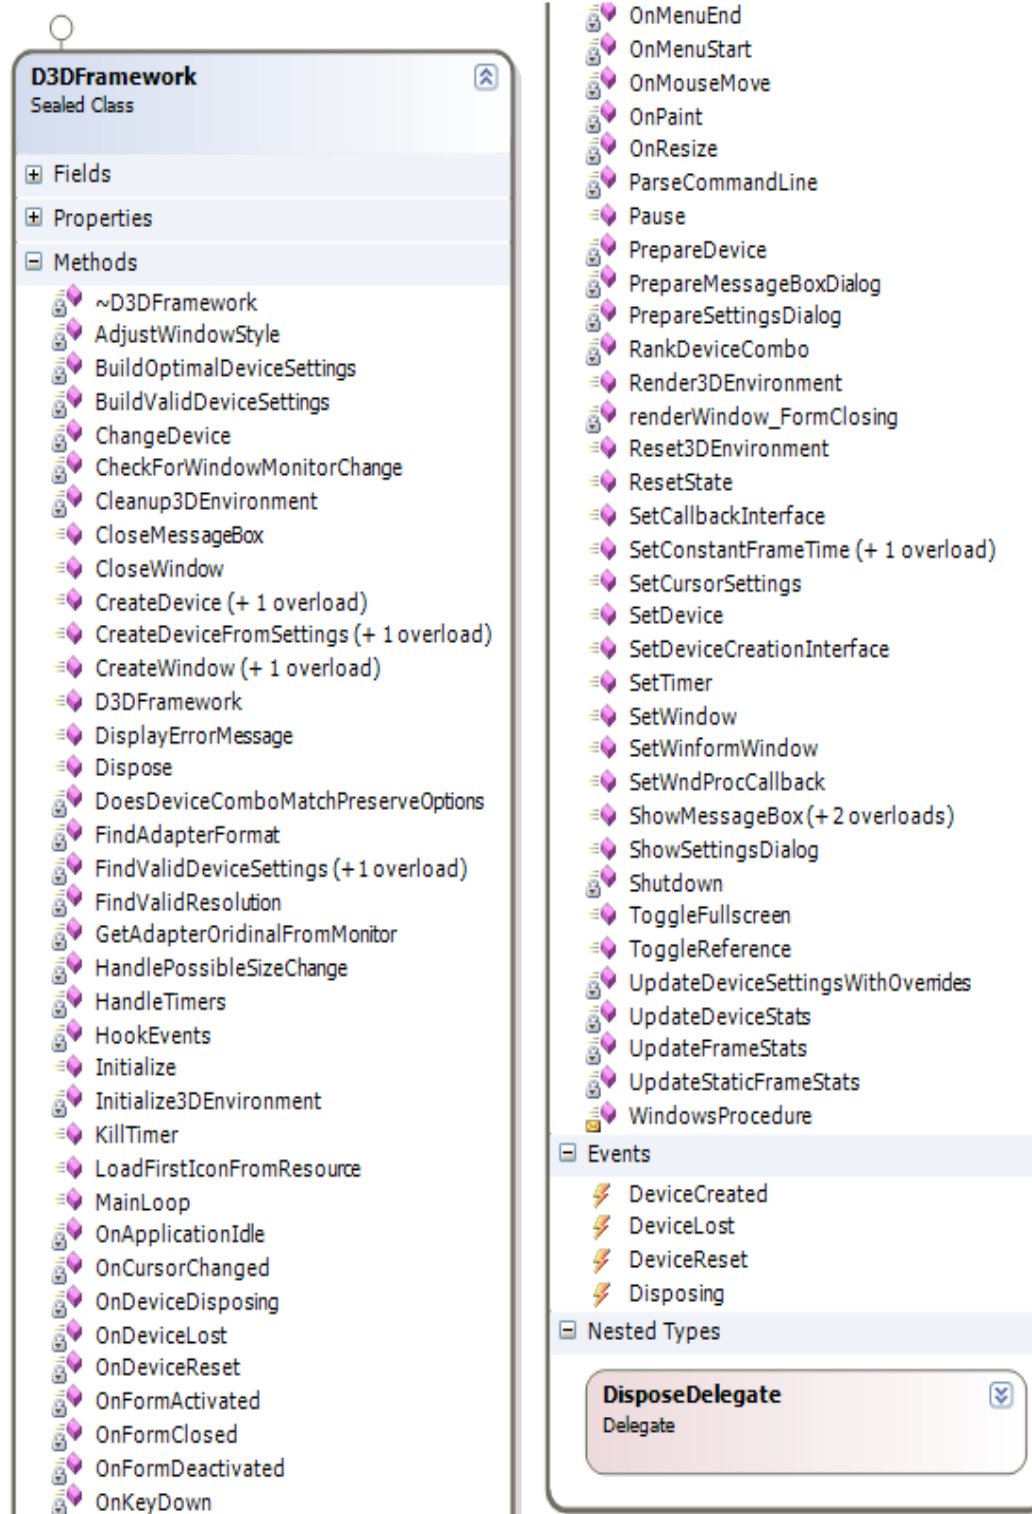 D3DFramework
Sealed Class
Fields
Properties
Methods
~D3DFramework
AdjustWindowStyle
BuildOptimalDeviceSettings
BuildValidDeviceSettings
ChangeDevice
CheckForWindowMonitorChange
Cleanup3DEnvironment
CloseMessageBox
CloseWindow
CreateDevice (+ 1 overload)
CreateDeviceFromSettings (+ 1 overload)
CreateWindow (+ 1 overload)
D3DFramework
DisplayErrorMessage
Dispose
DoesDeviceComboMatchPreserveOptions
FindAdapterFormat
FindValidDeviceSettings (+1 overload)
FindValidResolution
GetAdapterOridinalFromMonitor
HandlePossibleSizeChange
HandleTimers
HookEvents
Initialize
Initialize3DEnvironment
KillTimer
LoadFirstIconFromResource
MainLoop
OnApplicationIdle
OnCursorChanged
OnDeviceDisposing
OnDeviceLost
OnDeviceReset
OnFormActivated
OnFormClosed
OnFormDeactivated
OnKeyDown
OnMenuEnd
OnMenuStart
OnMouseMove
OnPaint
OnResize
ParseCommandLine
Pause
PrepareDevice
PrepareMessageBoxDialog
PrepareSettingsDialog
RankDeviceCombo
Render3DEnvironment
renderWindow_FormClosing
Reset3DEnvironment
ResetState
SetCallbackInterface
SetConstantFrameTime (+ 1 overload)
SetCursorSettings
SetDevice
SetDeviceCreationInterface
SetTimer
SetWindow
SetWinformWindow
SetWndProcCallback
ShowMessageBox (+ 2 overloads)
ShowSettingsDialog
Shutdown
ToggleFullscreen
ToggleReference
UpdateDeviceSettingsWithOverrides
UpdateDeviceStats
UpdateFrameStats
UpdateStaticFrameStats
WindowsProcedure
Events
DeviceCreated
DeviceLost
DeviceReset
Disposing
Nested Types
DisposeDelegate
Delegate